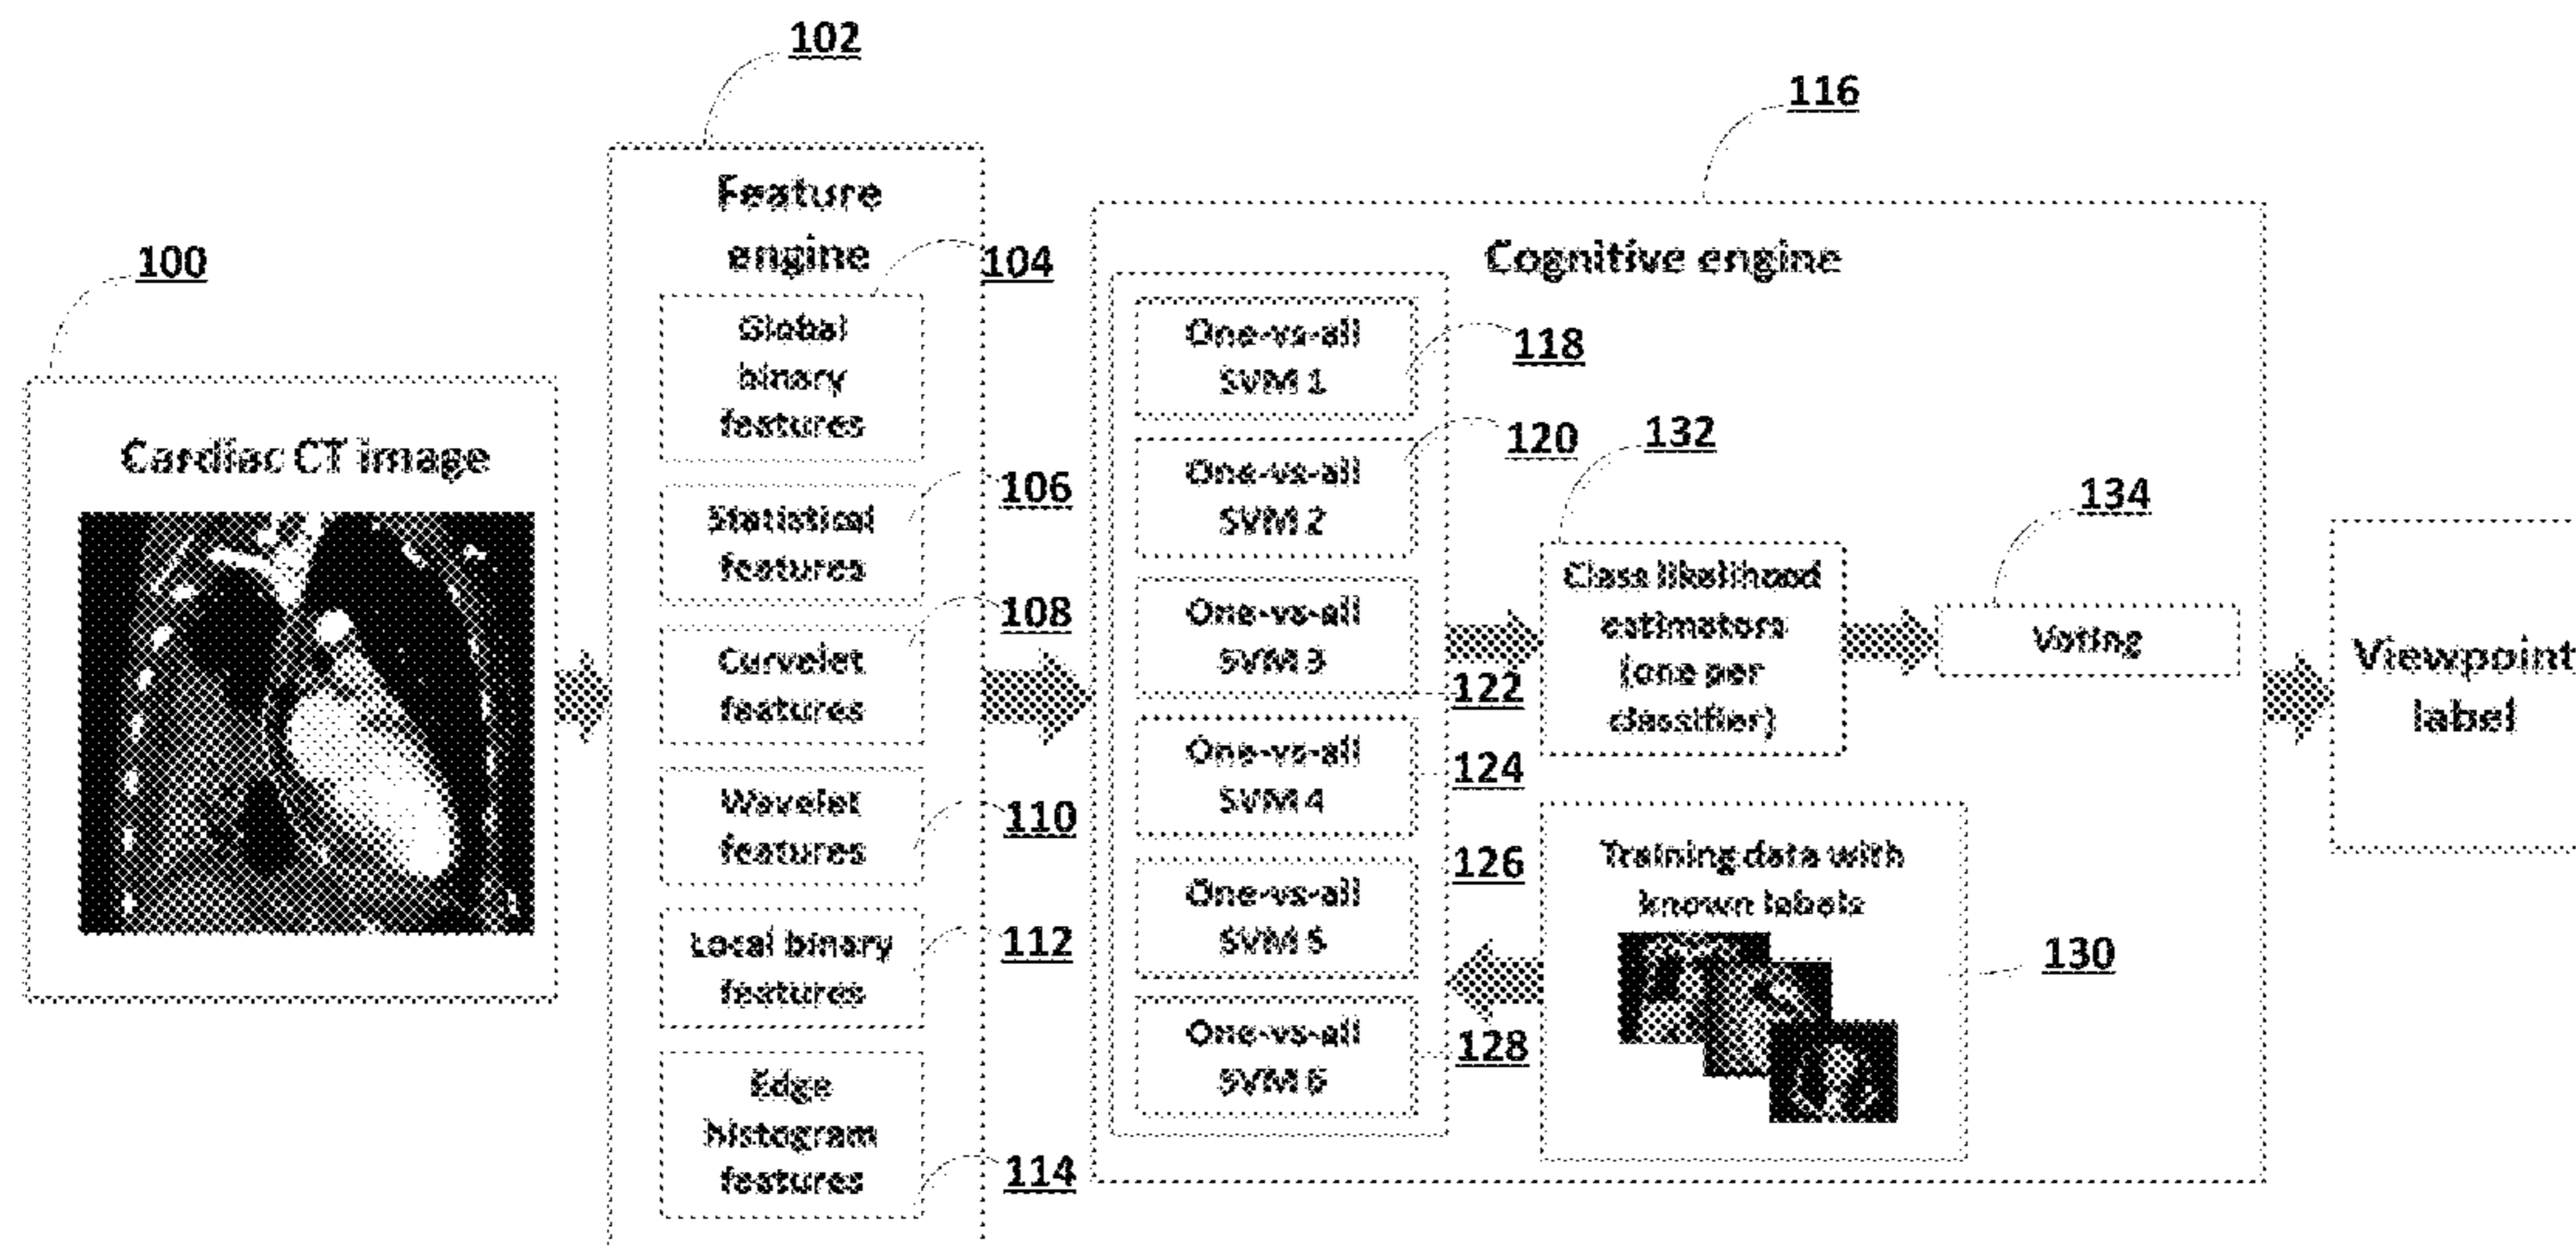 102
116
100
Feature
engine
104
Global
binary
features
Statistical
features
106
Curvelet
features
108
Wavelet
features
110
Local binary
features
112
Edge
histogram
features
114
Cardiac CT image
Cognitive engine
One-vs-all
SVM 1
118
One-vs-all
SVM 2
120
One-vs-all
SVM 3
122
One-vs-all
SVM 4
124
One-vs-all
SVM 5
126
One-vs-all
SVM 6
128
132
Class likelihood
estimators
(one per
classifier)
134
Voting
Training data with
known labels
130
Viewpoint
label